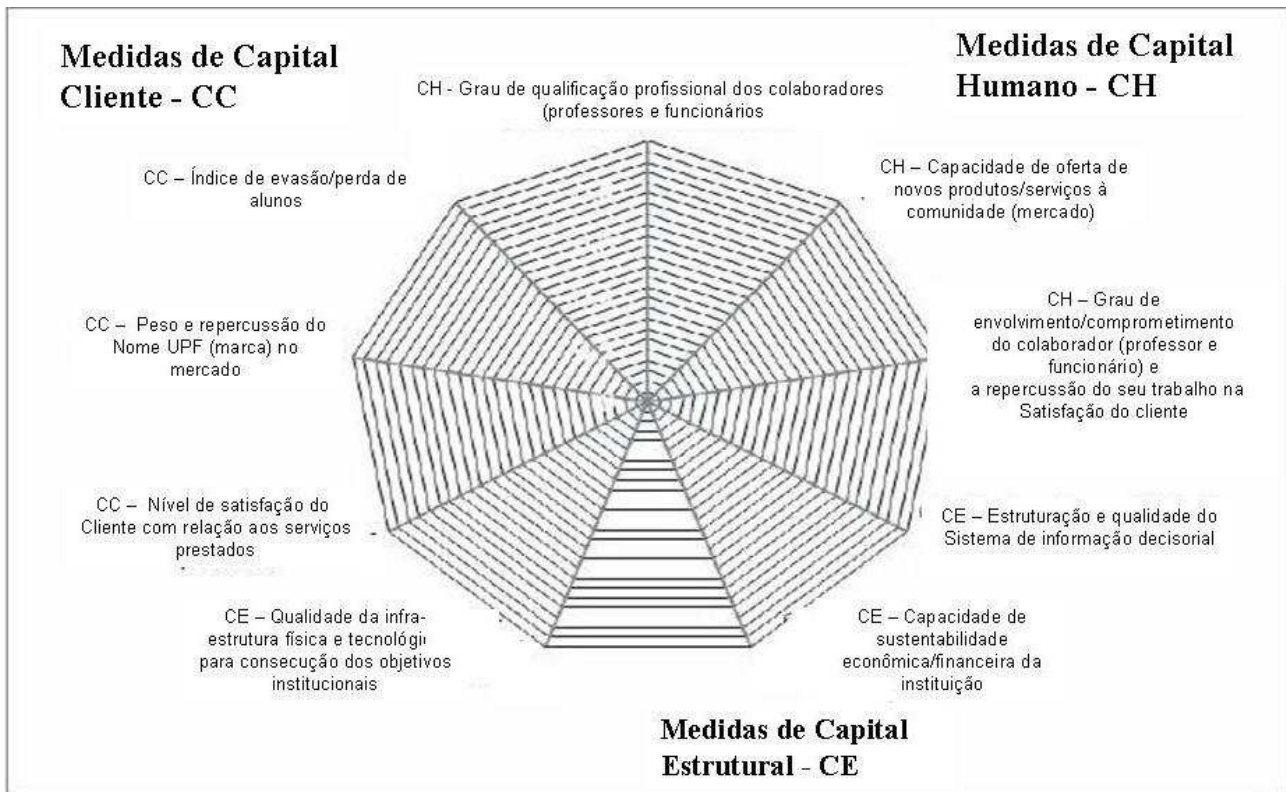 Medidas de Capital
Cliente - CC
Medidas de Capital
Humano - CH
CH - Grau de qualificação profissional dos colaboradores
(professores e funcionários
CC – Índice de evasão/perda de
alunos
CH – Capacidade de oferta de
novos produtos/serviços à
comunidade (mercado)
CC – Peso e repercussão do
Nome UPF (marca) no
mercado
CH – Grau de
envolvimento/comprometimento
do colaborador (professor e
funcionário) e
a repercussão do seu trabalho na
Satisfação do cliente
CC – Nível de satisfação do
Cliente com relação aos serviços
prestados
CE – Estruturação e qualidade do
Sistema de informação decisorial
CE – Qualidade da infra-
estrutura física e tecnológi
para consecução dos objetivos
institucionais
CE – Capacidade de
sustentabilidade
econômica/financeira da
instituição
Medidas de Capital
Estrutural - CE